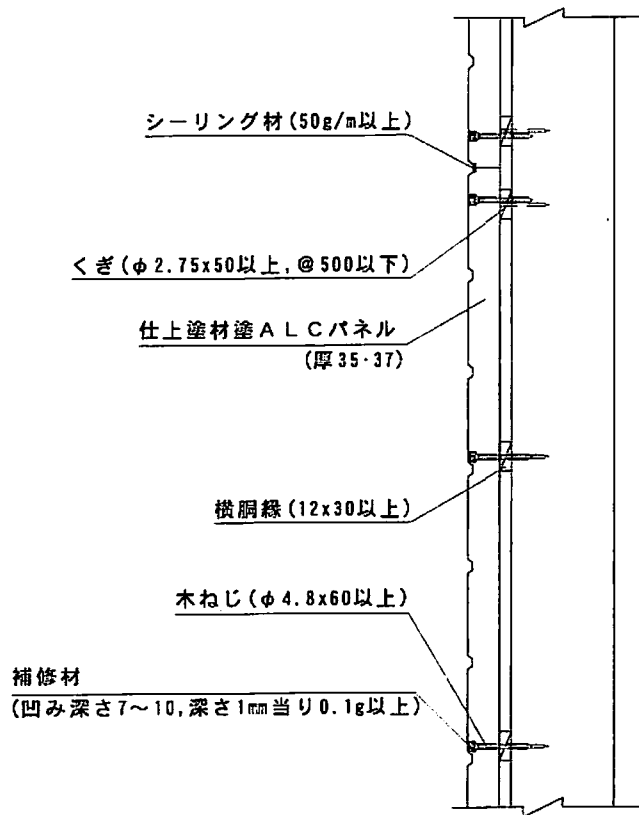 シーリング材(50g/m以上)
くぎ(φ2.75x50以上,@500以下)
仕上塗材塗ALCパネル
(厚35·37)
横胴縁(12x30以上)
木ねじ(φ4.8x60以上)
補修材
(凹み深さ7〜10,深さ1mm当り0.1g以上)